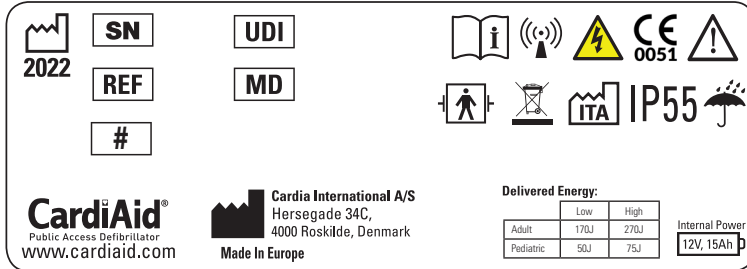 2022
SN
REF
#
UDI
MD
i
CE
0051
ITA
IP55
CardiAid®
Public Access Defibrillator
www.cardiaid.com
Cardia International A/S
Hersegade 34C,
4000 Roskilde, Denmark
Made In Europe
Delivered Energy:
Low High
Adult 170J 270J
Pediatric 50J 75J
Internal Power
12V, 15Ah